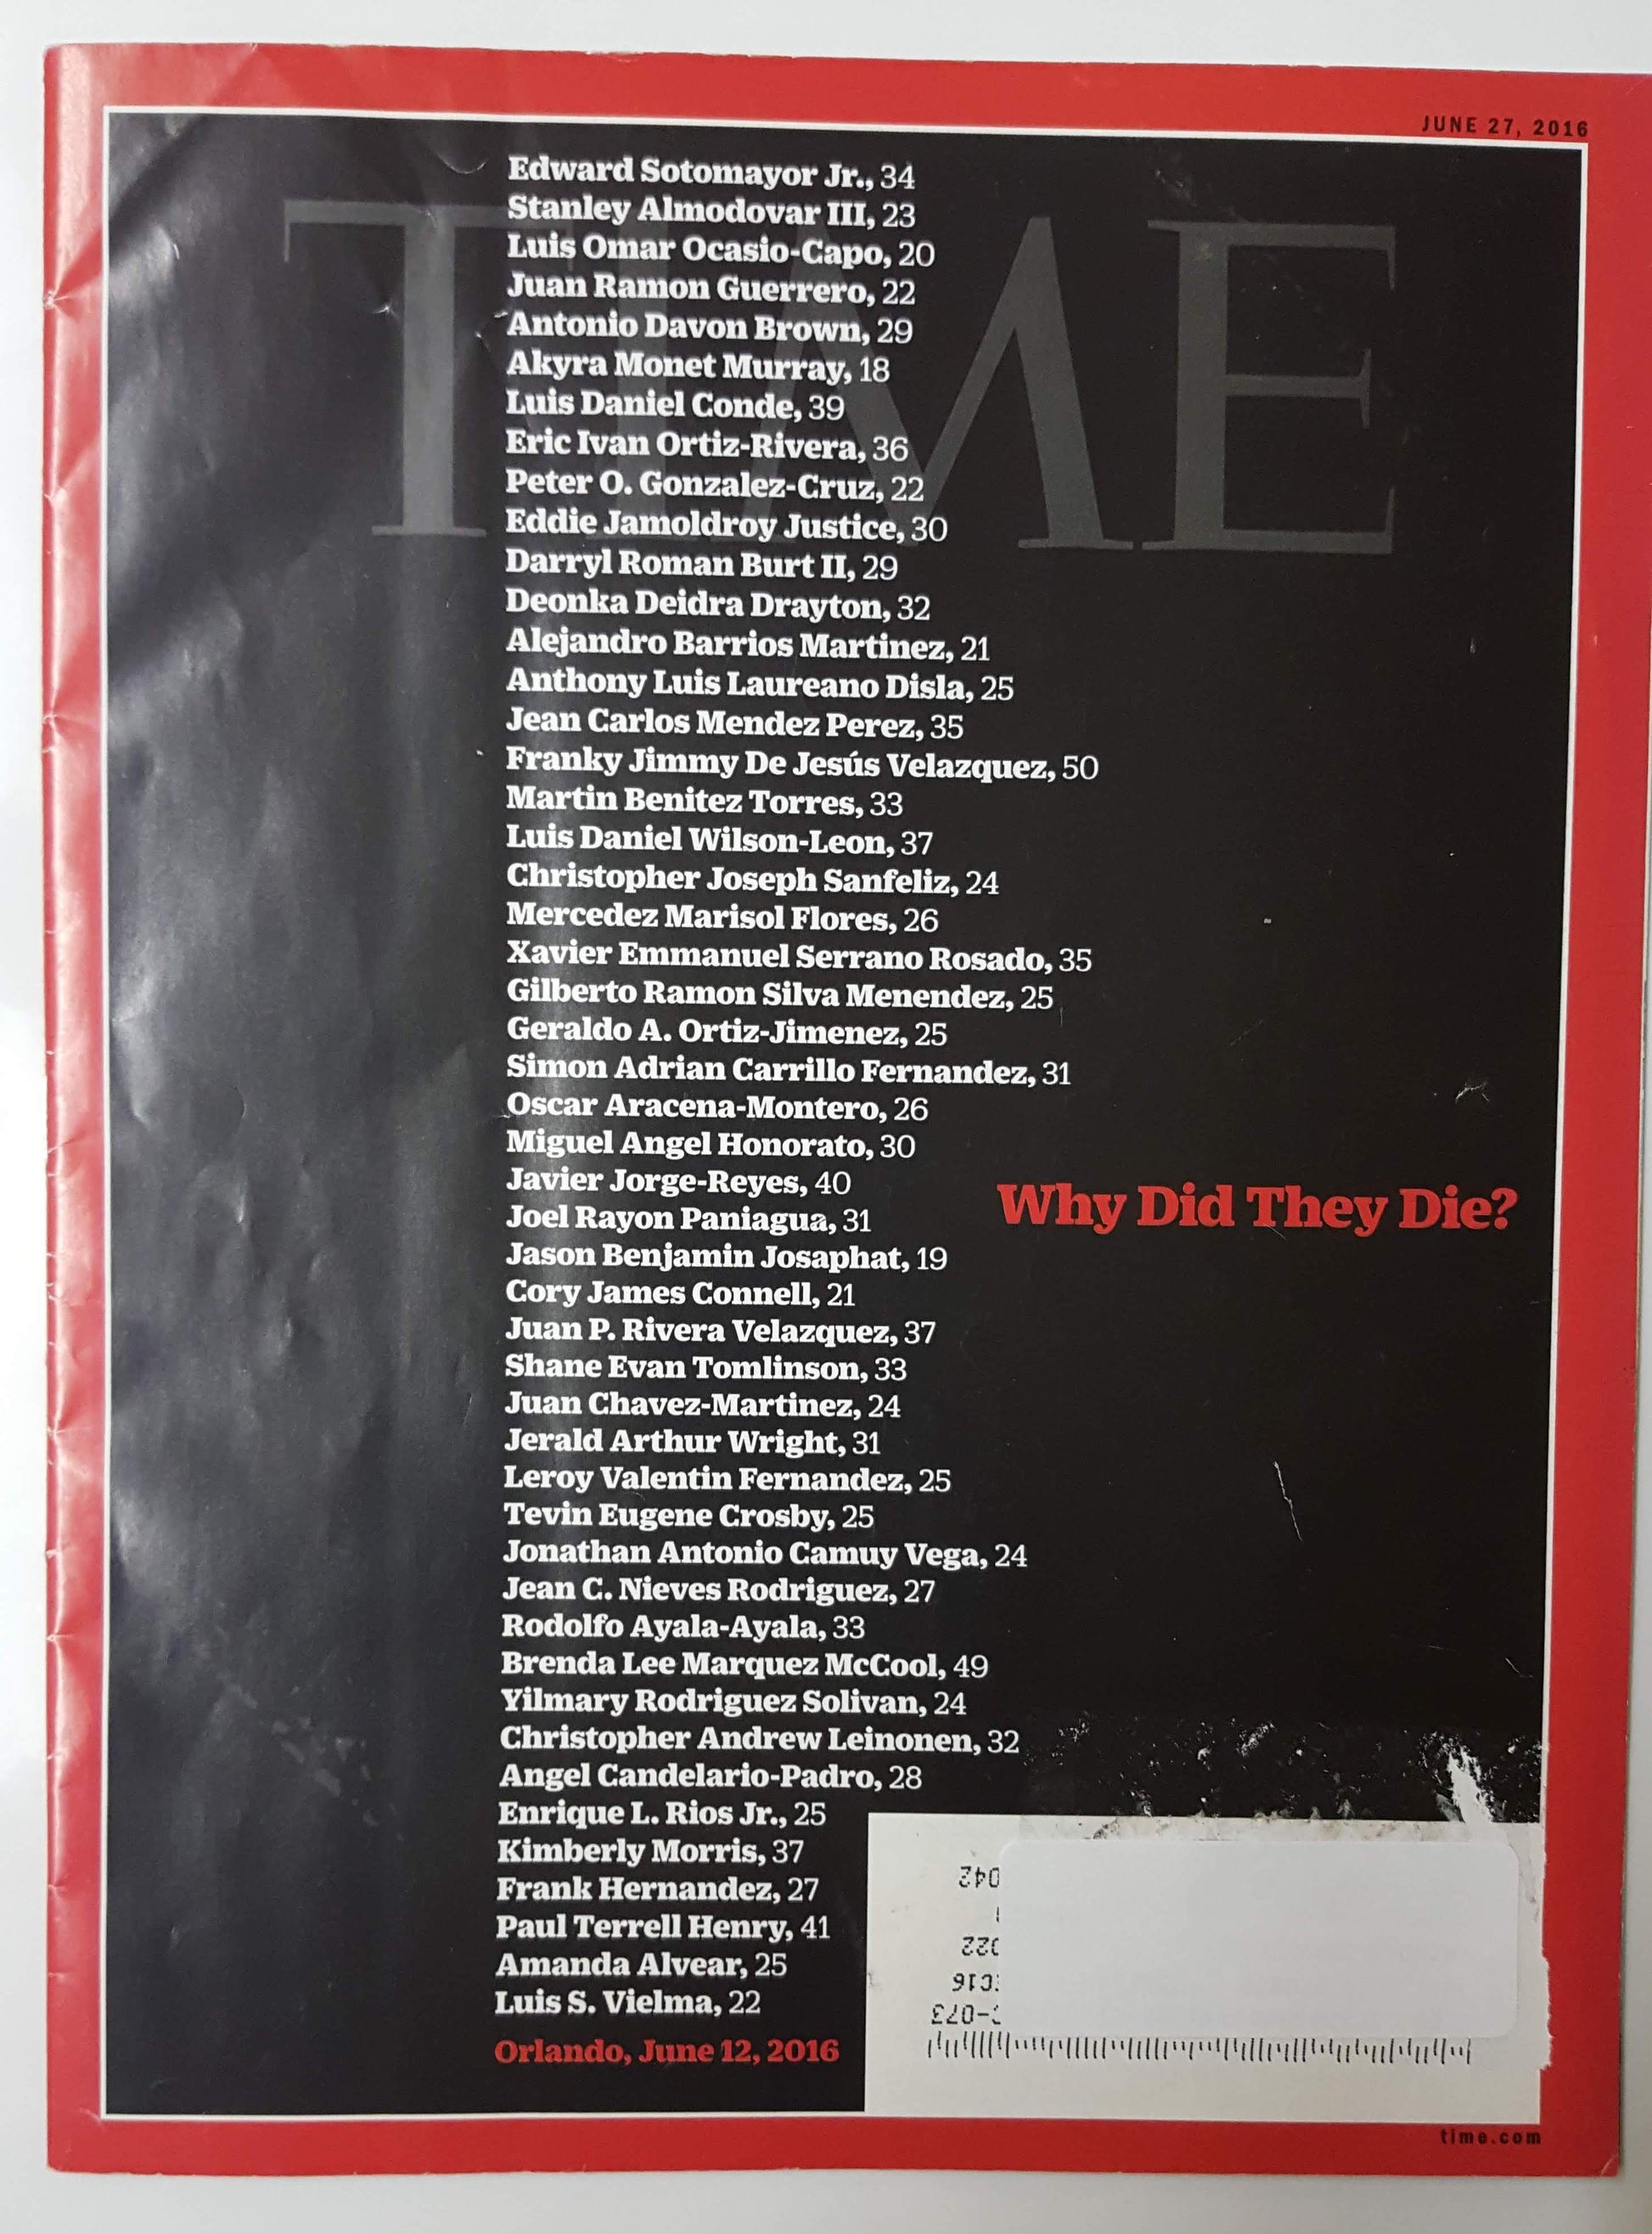 JUNE 27, 2016
TIME
Edward Sotomayor Jr., 34
Stanley Almodovar III, 23
Luis Omar Ocasio-Capo, 20
Juan Ramon Guerrero, 22
Antonio Davon Brown, 29
Akyra Monet Murray, 18
Luis Daniel Conde, 39
Eric Ivan Ortiz-Rivera, 36
Peter O. Gonzalez-Cruz, 22
Eddie Jamoldroy Justice, 30
Darryl Roman Burt II, 29
Deonka Deidra Drayton, 32
Alejandro Barrios Martinez, 21
Anthony Luis Laureano Disla, 25
Jean Carlos Mendez Perez, 35
Franky Jimmy De Jesús Velazquez, 50
Martin Benitez Torres, 33
Luis Daniel Wilson-Leon, 37
Christopher Joseph Sanfeliz, 24
Mercedez Marisol Flores, 26
Xavier Emmanuel Serrano Rosado, 35
Gilberto Ramon Silva Menendez, 25
Geraldo A. Ortiz-Jimenez, 25
Simon Adrian Carrillo Fernandez, 31
Oscar Aracena-Montero, 26
Miguel Angel Honorato, 30
Javier Jorge-Reyes, 40
Joel Rayon Paniagua, 31
Jason Benjamin Josaphat, 19
Cory James Connell, 21
Juan P. Rivera Velazquez, 37
Shane Evan Tomlinson, 33
Juan Chavez-Martinez, 24
Jerald Arthur Wright, 31
Leroy Valentin Fernandez, 25
Tevin Eugene Crosby, 25
Jonathan Antonio Camuy Vega, 24
Jean C. Nieves Rodriguez, 27
Rodolfo Ayala-Ayala, 33
Brenda Lee Marquez McCool, 49
Yilmary Rodriguez Solivan, 24
Christopher Andrew Leinonen, 32
Angel Candelario-Padro, 28
Enrique L. Rios Jr., 25
Kimberly Morris, 37
Frank Hernandez, 27
Paul Terrell Henry, 41
Amanda Alvear, 25
Luis S. Vielma, 22
Orlando, June 12, 2016
Why Did They Die?
-073
C16
022
042
time.com